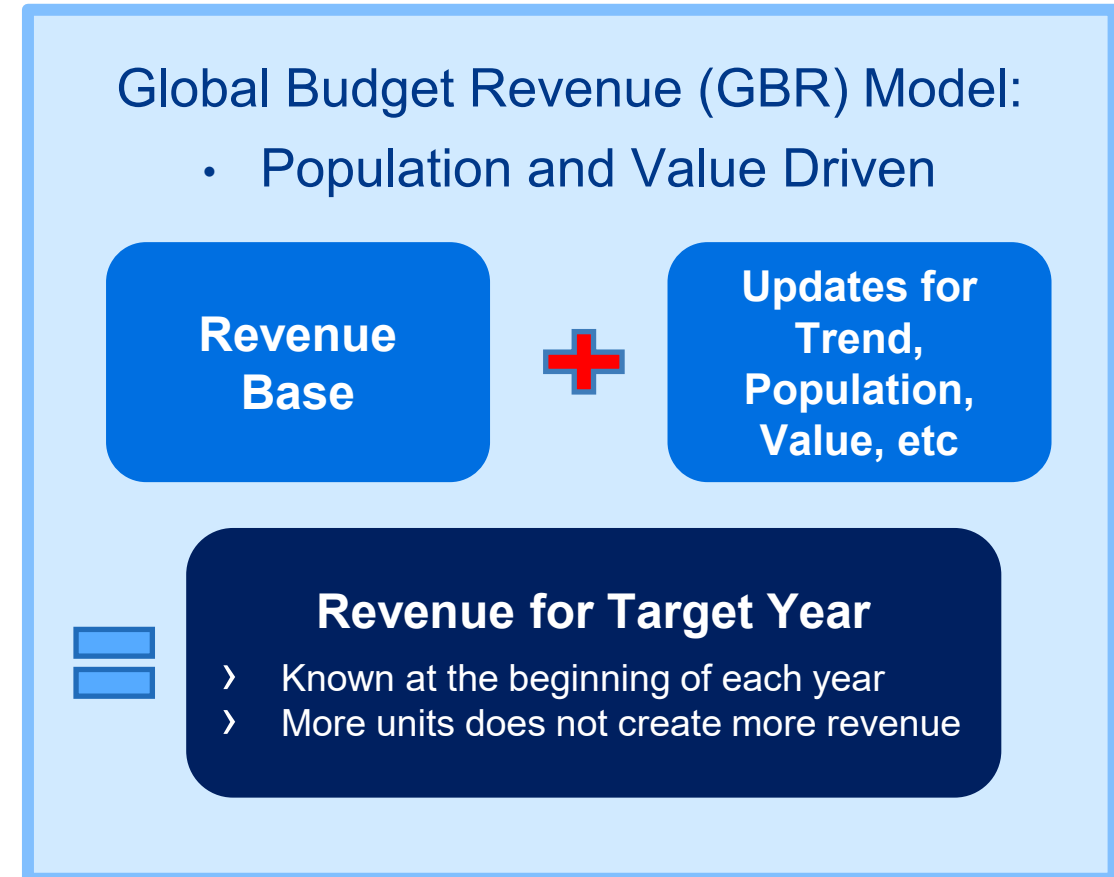 Global Budget Revenue (GBR) Model:
• Population and Value Driven
Revenue
Base
Updates for
Trend,
Population,
Value, etc
Revenue for Target Year
› Known at the beginning of each year
› More units does not create more revenue